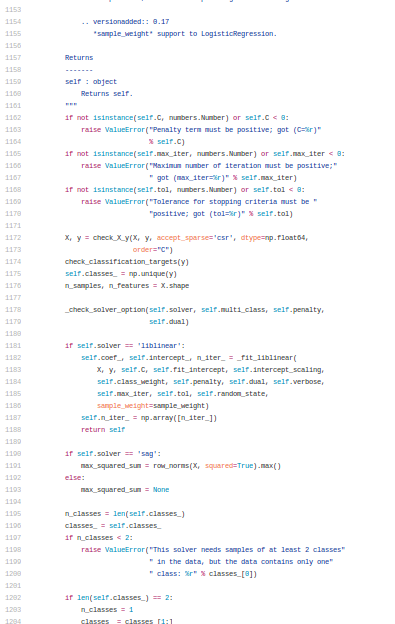 1153
1154 .. versionadded:: 0.17
1155 *sample_weight* support to LogisticRegression.
1156
1157 Returns
1158 -------
1159 self : object
1160 Returns self.
1161 """
1162 if not isinstance(self.C, numbers.Number) or self.C < 0:
1163 raise ValueError("Penalty term must be positive; got (C=%r)"
1164 % self.C)
1165 if not isinstance(self.max_iter, numbers.Number) or self.max_iter < 0:
1166 raise ValueError("Maximum number of iteration must be positive;"
1167 " got (max_iter=%r)" % self.max_iter)
1168 if not isinstance(self.tol, numbers.Number) or self.tol < 0:
1169 raise ValueError("Tolerance for stopping criteria must be "
1170 "positive; got (tol=%r)" % self.tol)
1171
1172 X, y = check_X_y(X, y, accept_sparse='csr', dtype=np.float64,
1173 order="C")
1174 check_classification_targets(y)
1175 self.classes_ = np.unique(y)
1176 n_samples, n_features = X.shape
1177
1178 _check_solver_option(self.solver, self.multi_class, self.penalty,
1179 self.dual)
1180
1181 if self.solver == 'liblinear':
1182 self.coef_, self.intercept_, n_iter_ = _fit_liblinear(
1183 X, y, self.C, self.fit_intercept, self.intercept_scaling,
1184 self.class_weight, self.penalty, self.dual, self.verbose,
1185 self.max_iter, self.tol, self.random_state,
1186 sample_weight=sample_weight)
1187 self.n_iter_ = np.array([n_iter_])
1188 return self
1189
1190 if self.solver == 'sag':
1191 max_squared_sum = row_norms(X, squared=True).max()
1192 else:
1193 max_squared_sum = None
1194
1195 n_classes = len(self.classes_)
1196 classes_ = self.classes_
1197 if n_classes < 2:
1198 raise ValueError("This solver needs samples of at least 2 classes"
1199 " in the data, but the data contains only one"
1200 " class: %r" % classes_[0])
1201
1202 if len(self.classes_) == 2:
1203 n_classes = 1
1204 classes_ = classes_[1:]